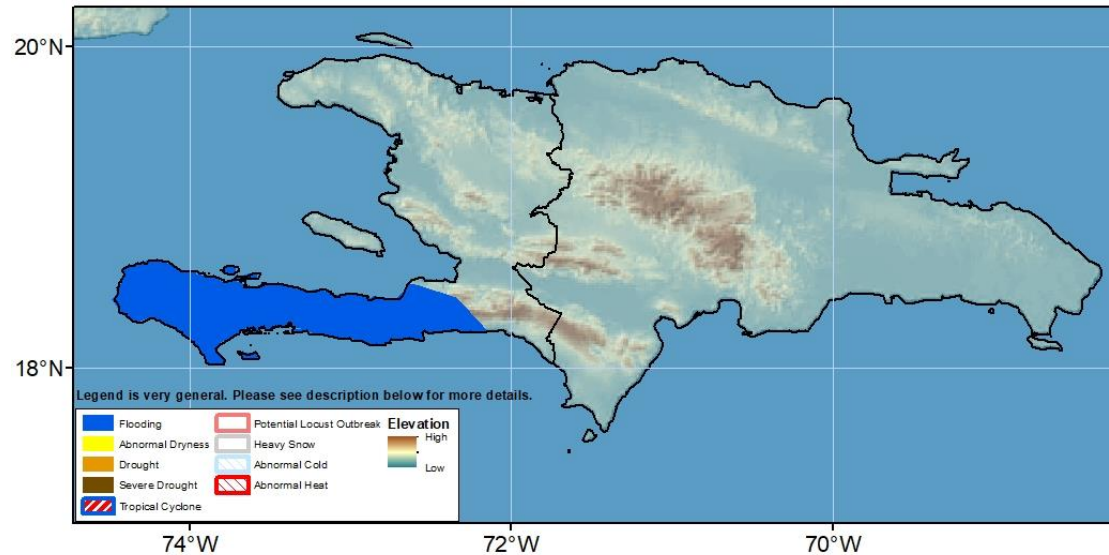 20°N
18°N
Legend is very general. Please see description below for more details.
Flooding
Abnormal Dryness
Drought
Severe Drought
Tropical Cyclone
Potential Locust Outbreak
Heavy Snow
Abnormal Cold
Abnormal Heat
Elevation
High
Low
74°W
72°W
70°W